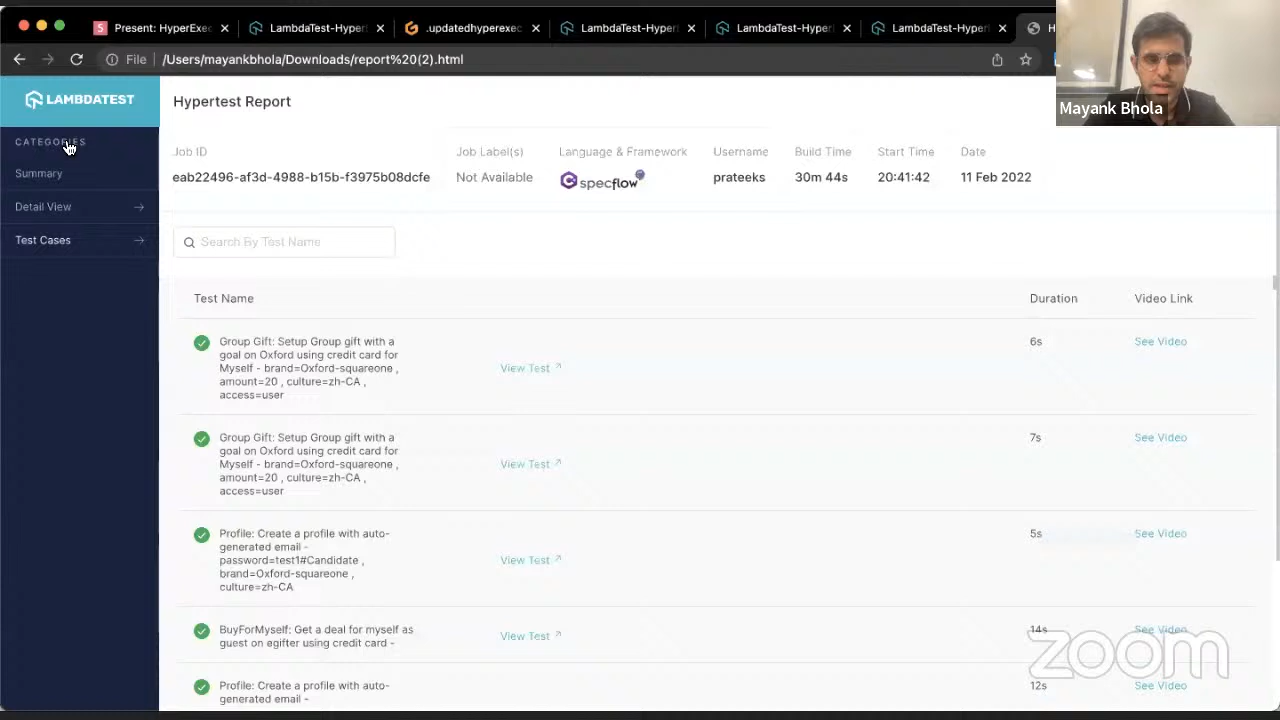 Present: HyperExec
LambdaTest-Hyper
.updatedhyperexec
LambdaTest-Hyper
LambdaTest-Hyper
LambdaTest-Hyper
File
/Users/mayankbhola/Downloads/report%20(2).html
Mayank Bhola
LAMBDATEST
CATEGORIES
Summary
Detail View
Test Cases
Hypertest Report
Job ID
Job Label(s)
Language & Framework
Username
Build Time
Start Time
Date
eab22496-af3d-4988-b15b-f3975b08dcfe
Not Available
specflow
prateeks
30m 44s
20:41:42
11 Feb 2022
Search By Test Name
Test Name
Duration
Video Link
Group Gift: Setup Group gift with a
goal on Oxford using credit card for
Myself - brand=Oxford-squareone ,
amount=20 , culture=zh-CA ,
access=user
View Test
6s
See Video
Group Gift: Setup Group gift with a
goal on Oxford using credit card for
Myself - brand=Oxford-squareone ,
amount=20 , culture=zh-CA ,
access=user
View Test
7s
See Video
Profile: Create a profile with auto-
generated email -
password=test1#Candidate ,
brand=Oxford-squareone ,
culture=zh-CA
View Test
5s
See Video
BuyForMyself: Get a deal for myself as
guest on egifter using credit card -
View Test
14s
See Video
Profile: Create a profile with auto-
generated email -
12s
See Video
zoom